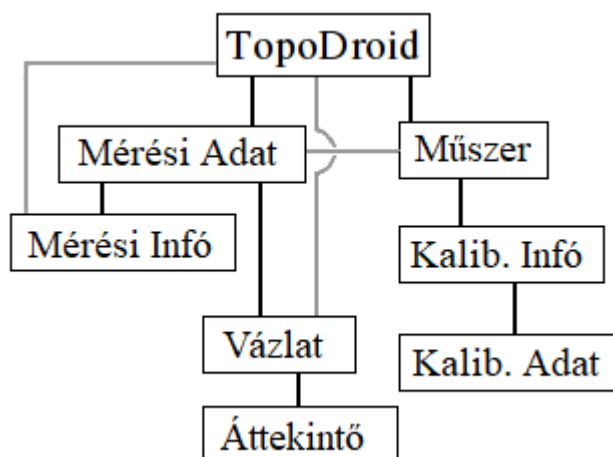 TopoDroid
Mérési Adat
Műszer
Mérési Infó
Kalib. Infó
Vázlat
Kalib. Adat
Áttekintő